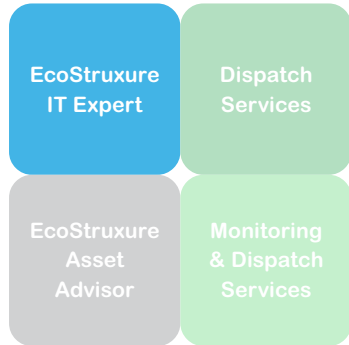 EcoStruxure
IT Expert
Dispatch
Services
EcoStruxure
Asset
Advisor
Monitoring
& Dispatch
Services